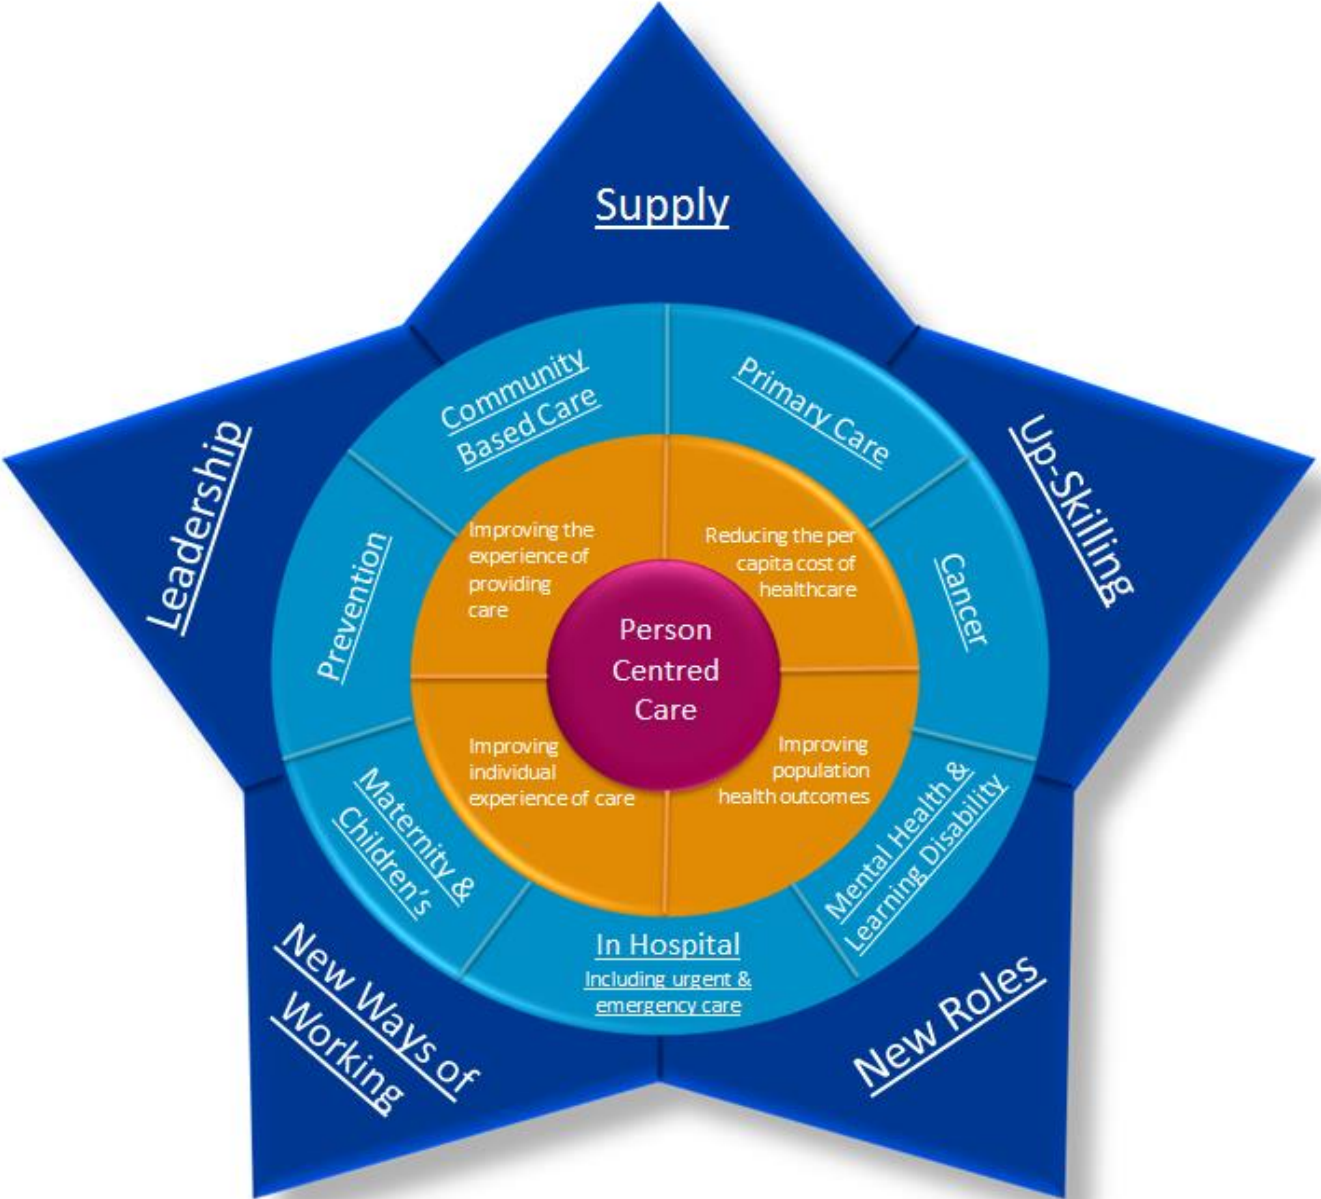 Supply
Up-Skilling
New Roles
New Ways of
Working
Leadership
Community
Based Care
Primary Care
Cancer
Mental Health &
Learning Disability
In Hospital
Including urgent &
emergency care
Maternity &
Children's
Prevention
Improving the
experience of
providing
care
Reducing the per
capita cost of
healthcare
Improving
population
health outcomes
Improving
individual
experience of care
Person
Centred
Care